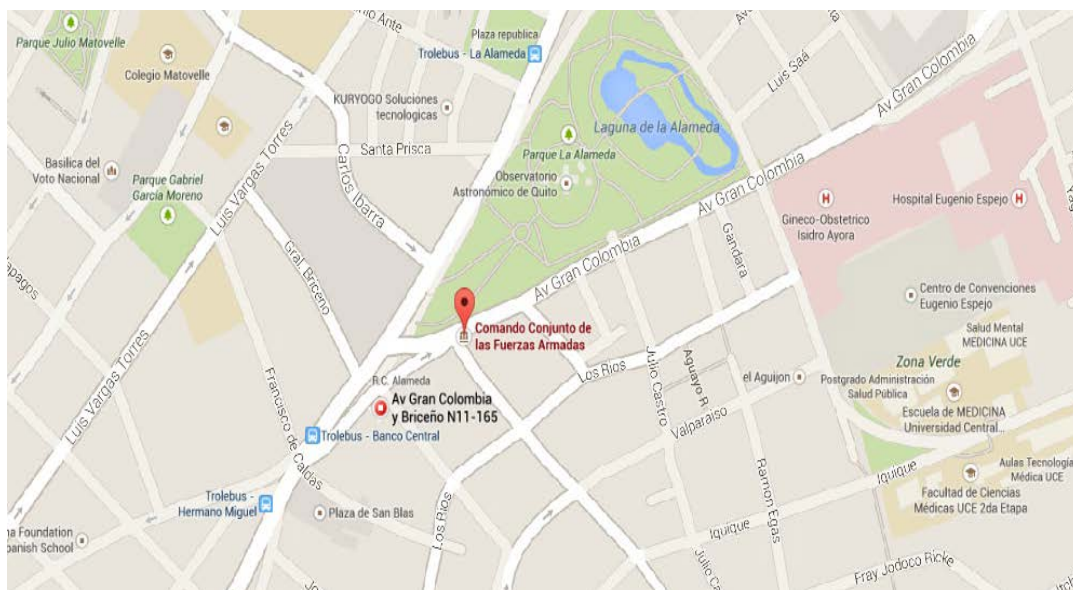 Parque Julio Matovelle
Colegio Matovelle
Plaza republica
Trolebus - La Alameda
KURYOGO Soluciones
tecnologicas
Santa Prisca
Luis Saá
Av Gran Colombia
Laguna de la Alameda
Parque La Alameda
Observatorio
Astronómico de Quito
Basilica del
Voto Nacional
Parque Gabriel
García Moreno
Luis Vargas Torres
Carlos Ibarra
Gral. Briceño
Av Gran Colombia
Gineco-Obstetrico
Isidro Ayora
Hospital Eugenio Espejo
Gandara
Av Gran Colombia
Centro de Convenciones
Eugenio Espejo
Comando Conjunto de
las Fuerzas Armadas
Salud Mental
MEDICINA UCE
Zona Verde
Los Rios
Julio Castro
Aguayo R
el Aguijon
Postgrado Administración
Salud Pública
R.C. Alameda
Av Gran Colombia
y Briceño N11-165
Luis Vargas Torres
Francisco de Caldas
Trolebus - Banco Central
Valparaiso
Escuela de MEDICINA
Universidad Central...
Iquique
Aulas Tecnología
Médica UCE
Facultad de Ciencias
Médicas UCE 2da Etapa
Ramon Egas
Trolebus -
Hermano Miguel
Plaza de San Blas
Los Rios
Iquique
Foundation
Spanish School
Fray Jodoco Ricke